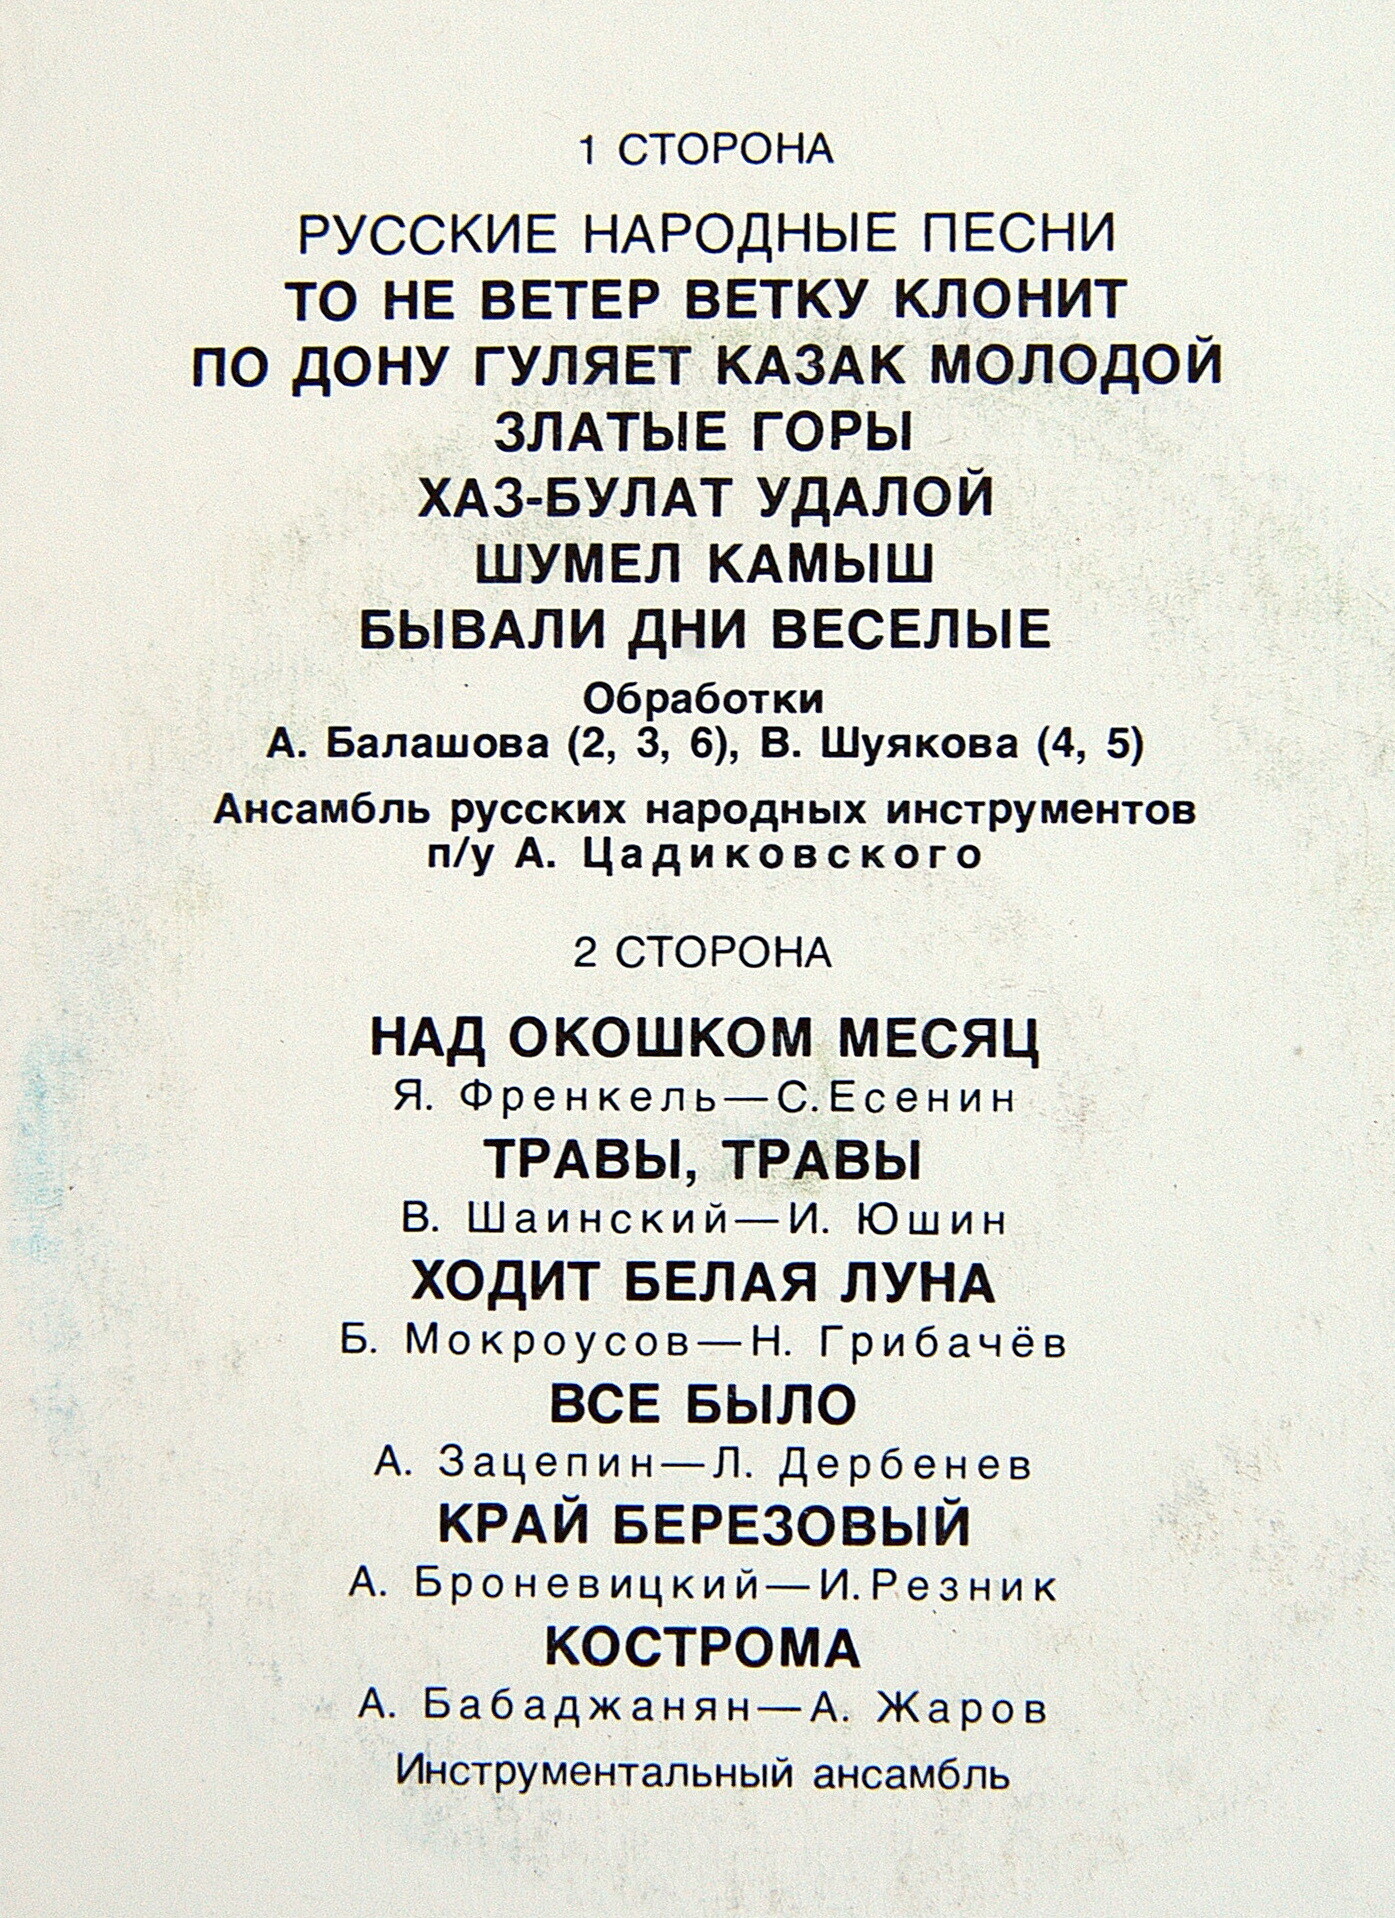 1 СТОРОНА
РУССКИЕ НАРОДНЫЕ ПЕСНИ
ТО НЕ ВЕТЕР ВЕТКУ КЛОНИТ
ПО ДОНУ ГУЛЯЕТ КАЗАК МОЛОДОЙ
ЗЛАТЫЕ ГОРЫ
ХАЗ-БУЛАТ УДАЛОЙ
ШУМЕЛ КАМЫШ
БЫВАЛИ ДНИ ВЕСЕЛЫЕ
Обработки
А. Балашова (2, 3, 6), В. Шуякова (4, 5)
Ансамбль русских народных инструментов
п/у А. Цадиковского
2 СТОРОНА
НАД ОКОШКОМ МЕСЯЦ
Я. Френкель—С. Есенин
ТРАВЫ, ТРАВЫ
В. Шаинский—И. Юшин
ХОДИТ БЕЛАЯ ЛУНА
Б. Мокроусов—Н. Грибачёв
ВСЕ БЫЛО
А. Зацепин—Л. Дербенев
КРАЙ БЕРЕЗОВЫЙ
А. Броневицкий—И. Резник
КОСТРОМА
А. Бабаджанян—А. Жаров
Инструментальный ансамбль